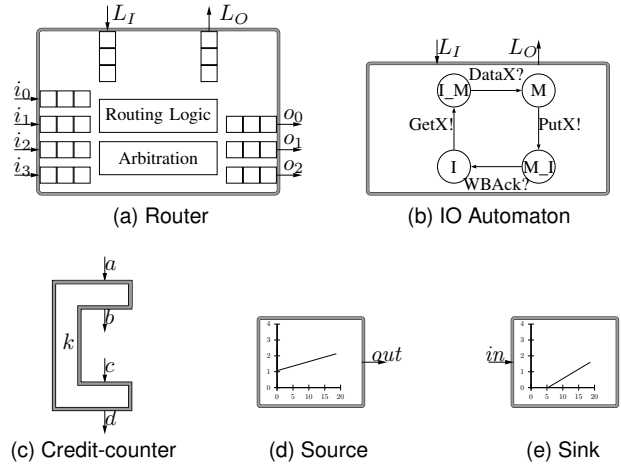 L_I L_O
i_0
i_1
i_2
i_3
Routing Logic
Arbitration
o_0
o_1
o_2
(a) Router
L_I L_O
DataX?
I_M M
GetX! PutX!
I M_I
WBAck?
(b) IO Automaton
a
b
k
c
d
(c) Credit-counter
4
3
2
1
0
0 5 10 15 20
out
(d) Source
in
4
3
2
1
0
0 5 10 15 20
(e) Sink